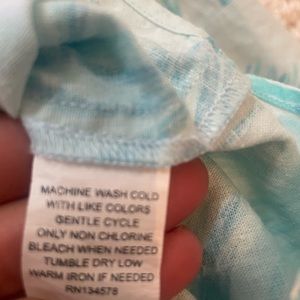 MACHINE WASH COLD
WITH LIKE COLORS
GENTLE CYCLE
ONLY NON CHLORINE
BLEACH WHEN NEEDED
TUMBLE DRY LOW
WARM IRON IF NEEDED
RN134578